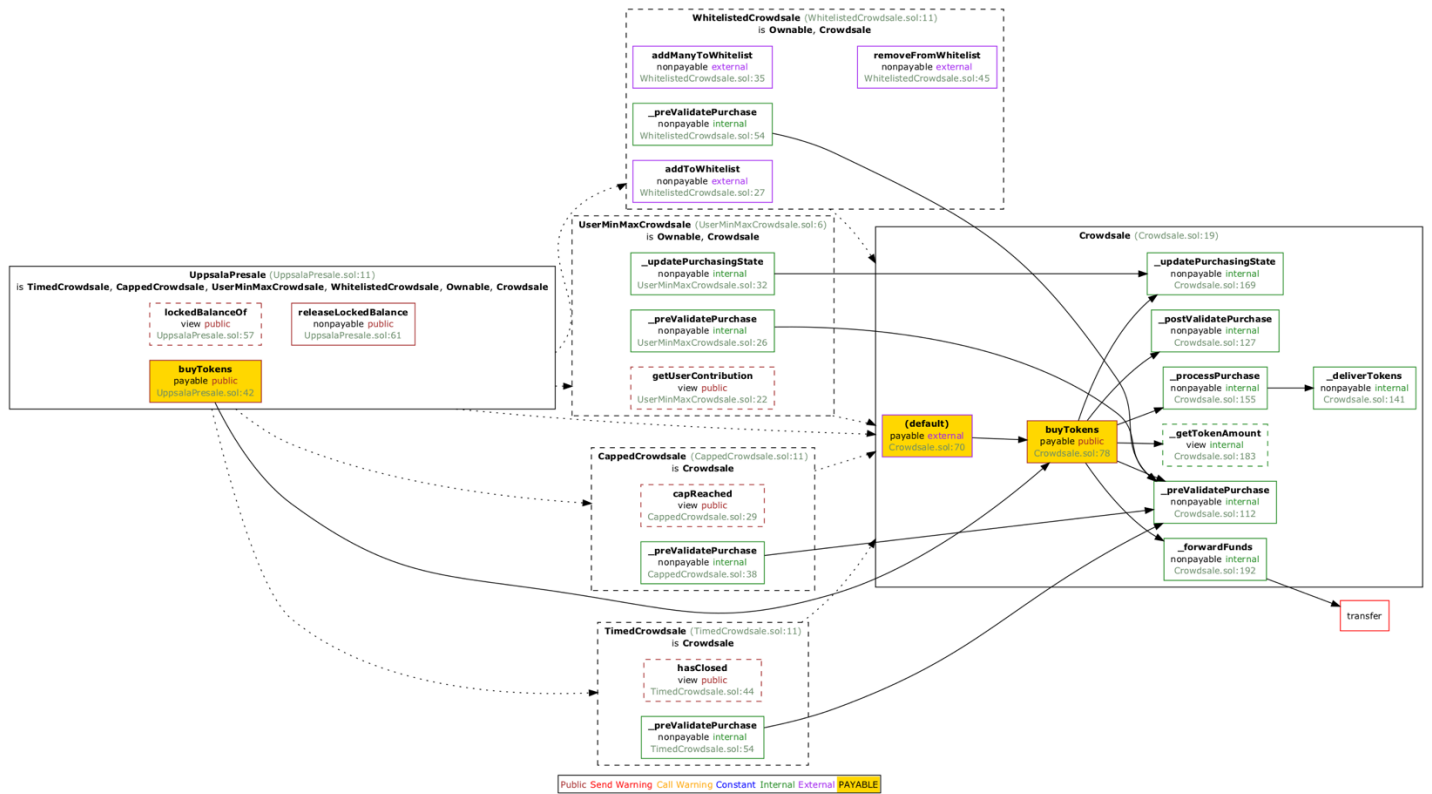 WhitelistedCrowdsale (WhitelistedCrowdsale.sol:11)
is Ownable, Crowdsale
addManyToWhitelist
nonpayable external
WhitelistedCrowdsale.sol:35
removeFromWhitelist
nonpayable external
WhitelistedCrowdsale.sol:45
_preValidatePurchase
nonpayable internal
WhitelistedCrowdsale.sol:54
addToWhitelist
nonpayable external
WhitelistedCrowdsale.sol:27
UserMinMaxCrowdsale (UserMinMaxCrowdsale.sol:6)
is Ownable, Crowdsale
_updatePurchasingState
nonpayable internal
UserMinMaxCrowdsale.sol:32
_preValidatePurchase
nonpayable internal
UserMinMaxCrowdsale.sol:26
getUserContribution
view public
UserMinMaxCrowdsale.sol:22
UppsalaPresale (UppsalaPresale.sol:11)
is TimedCrowdsale, CappedCrowdsale, UserMinMaxCrowdsale, WhitelistedCrowdsale, Ownable, Crowdsale
lockedBalanceOf
view public
UppsalaPresale.sol:57
releaseLockedBalance
nonpayable public
UppsalaPresale.sol:61
buyTokens
payable public
UppsalaPresale.sol:42
CappedCrowdsale (CappedCrowdsale.sol:11)
is Crowdsale
capReached
view public
CappedCrowdsale.sol:29
_preValidatePurchase
nonpayable internal
CappedCrowdsale.sol:38
TimedCrowdsale (TimedCrowdsale.sol:11)
is Crowdsale
hasClosed
view public
TimedCrowdsale.sol:44
_preValidatePurchase
nonpayable internal
TimedCrowdsale.sol:54
Crowdsale (Crowdsale.sol:19)
_updatePurchasingState
nonpayable internal
Crowdsale.sol:169
_postValidatePurchase
nonpayable internal
Crowdsale.sol:127
_processPurchase
nonpayable internal
Crowdsale.sol:155
_deliverTokens
nonpayable internal
Crowdsale.sol:141
(default)
payable external
Crowdsale.sol:70
buyTokens
payable public
Crowdsale.sol:78
_getTokenAmount
view internal
Crowdsale.sol:183
_preValidatePurchase
nonpayable internal
Crowdsale.sol:112
_forwardFunds
nonpayable internal
Crowdsale.sol:192
transfer
Public Send Warning Call Warning Constant Internal External PAYABLE